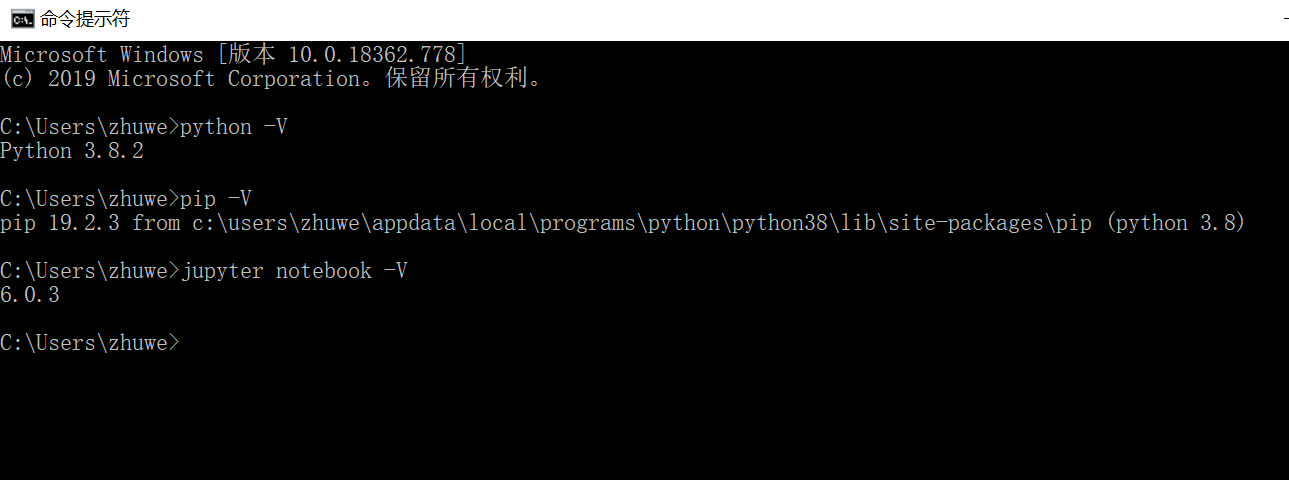 命令提示符
Microsoft Windows [版本 10.0.18362.778]
(c) 2019 Microsoft Corporation。保留所有权利。
C:\Users\zhuwe>python -V
Python 3.8.2
C:\Users\zhuwe>pip -V
pip 19.2.3 from c:\users\zhuwe\appdata\local\programs\python\python38\lib\site-packages\pip (python 3.8)
C:\Users\zhuwe>jupyter notebook -V
6.0.3
C:\Users\zhuwe>